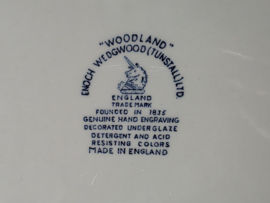 "WOODLAND"
ENOCH WEDGWOOD (TUNSTALL) LTD.
ENGLAND
TRADE MARK
FOUNDED IN 1835
GENUINE HAND ENGRAVING
DECORATED UNDERGLAZE
DETERGENT AND ACID
RESISTING COLORS
MADE IN ENGLAND